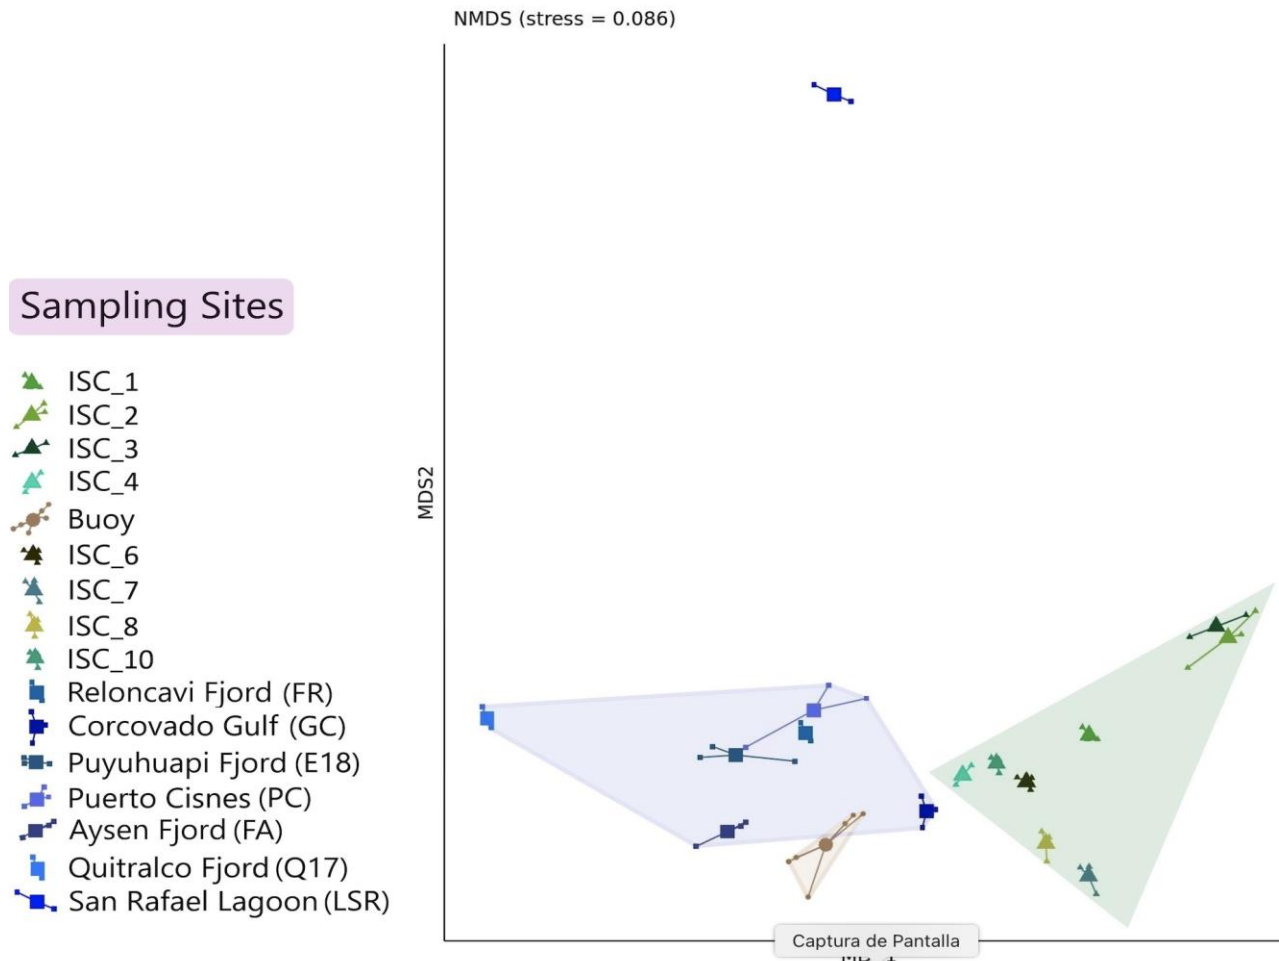 NMDS (stress = 0.086)
MDS2
Sampling Sites
ISC_1
ISC_2
ISC_3
ISC_4
Buoy
ISC_6
ISC_7
ISC_8
ISC_10
Reloncavi Fjord (FR)
Corcovado Gulf (GC)
Puyuhuapi Fjord (E18)
Puerto Cisnes (PC)
Aysen Fjord (FA)
Quitralco Fjord (Q17)
San Rafael Lagoon (LSR)
Captura de Pantalla